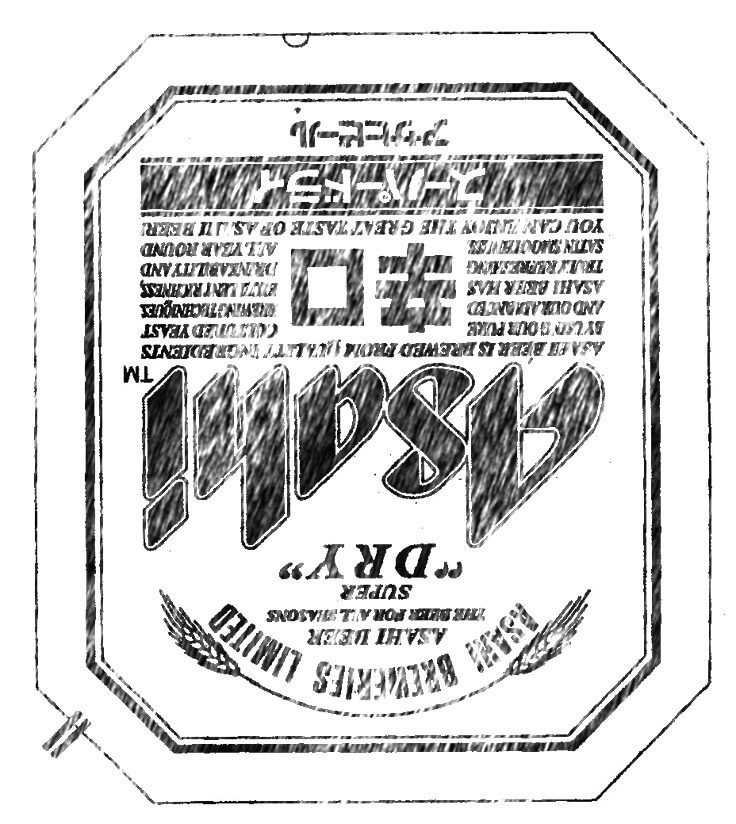 ASAHI BREWERIES LIMITED
ASAHI BEER
THE BEER FOR ALL SEASONS
SUPER
“DRY”
Asahi
TM
ASAHI BEER IS BREWED FROM QUALITY INGREDIENTS
BY USING OUR PURE CULTURED YEAST
AND OUR ADVANCED BREWING TECHNIQUES.
ASAHI BEER HAS RICHNESS,
TRULY REFRESHING DRINKABILITY AND
SATIN SMOOTHNESS. ALL YEAR ROUND
辛口
YOU CAN ENJOY THE GREAT TASTE OF ASAHI BEER!
スーパードライ
アサヒビール